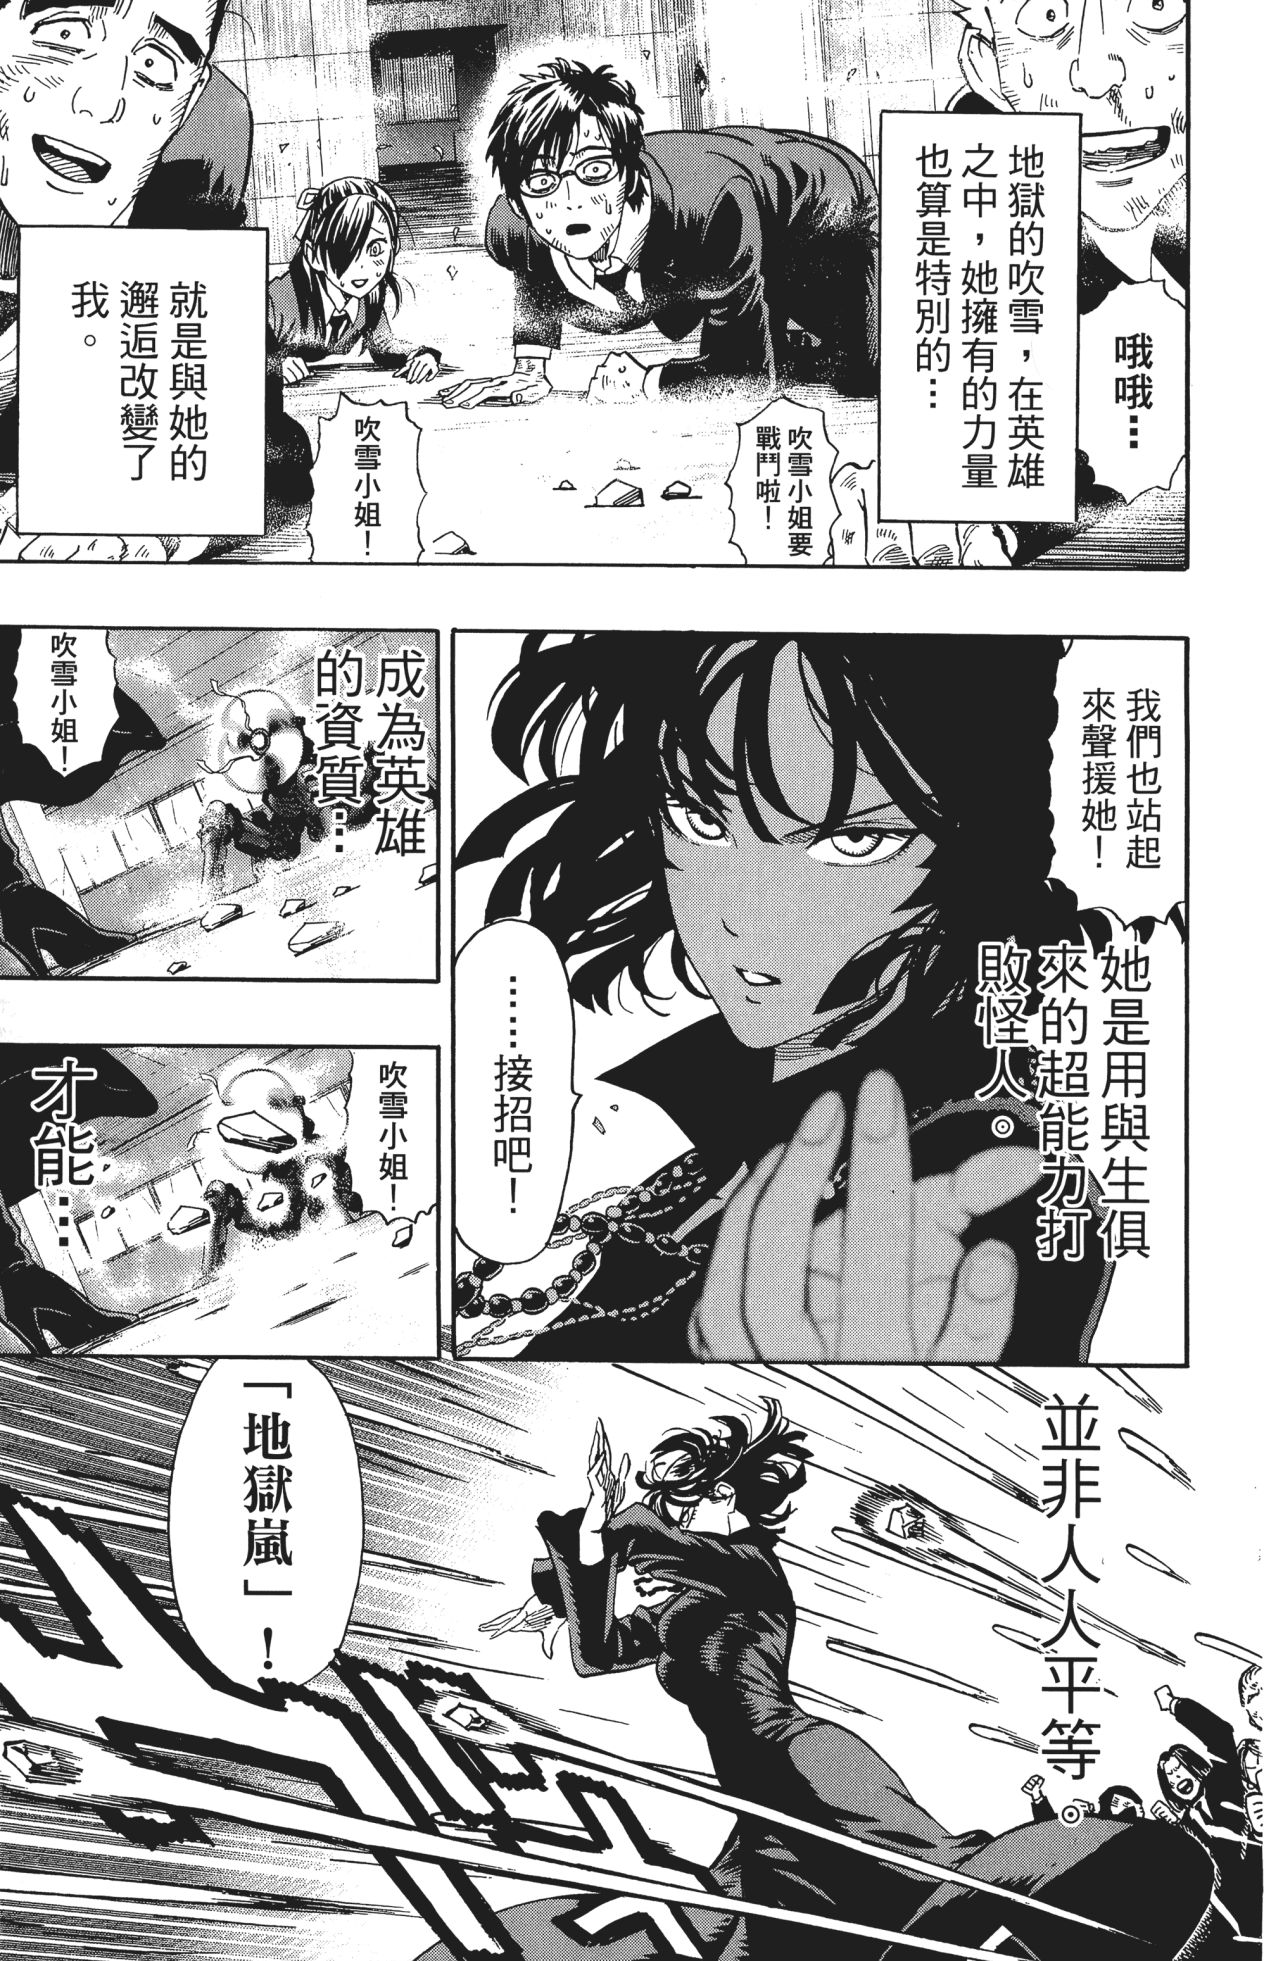 哦哦…
地獄的吹雪，在英雄
之中，她擁有的力量
也算是特別的…
吹雪小姐要
戰鬥啦！
吹雪小姐！
就是與她的
邂逅改變了
我。
我們也站起
來聲援她！
她是用與生俱
來的超能力打
敗怪人。
……接招吧！
成為英雄
的資質…
吹雪小姐！
吹雪小姐！
才能…
並非人人平等。
「地獄嵐」！